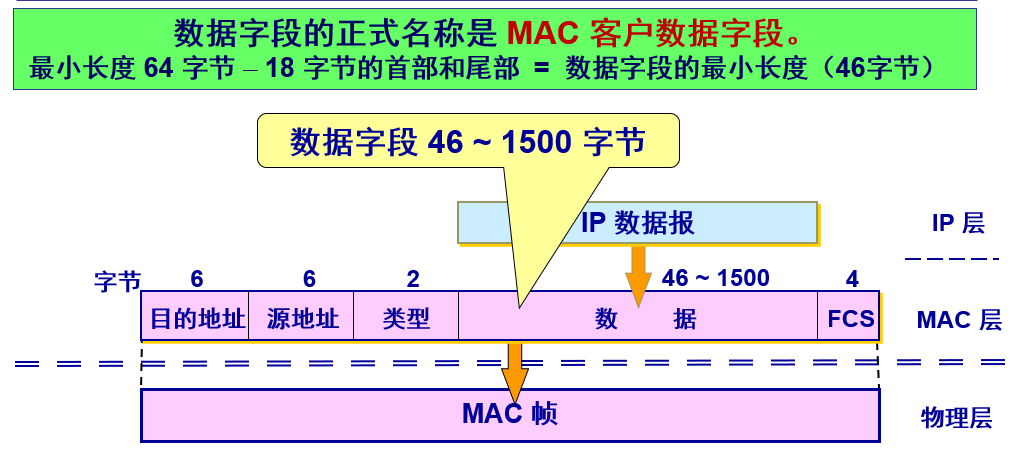 数据字段的正式名称是 MAC 客户数据字段。
最小长度 64 字节 – 18 字节的首部和尾部 = 数据字段的最小长度（46字节）
数据字段 46 ~ 1500 字节
IP 数据报
IP 层
字节 6 6 2 46 ~ 1500 4
目的地址 源地址 类型 数 据 FCS
MAC 层
MAC 帧
物理层